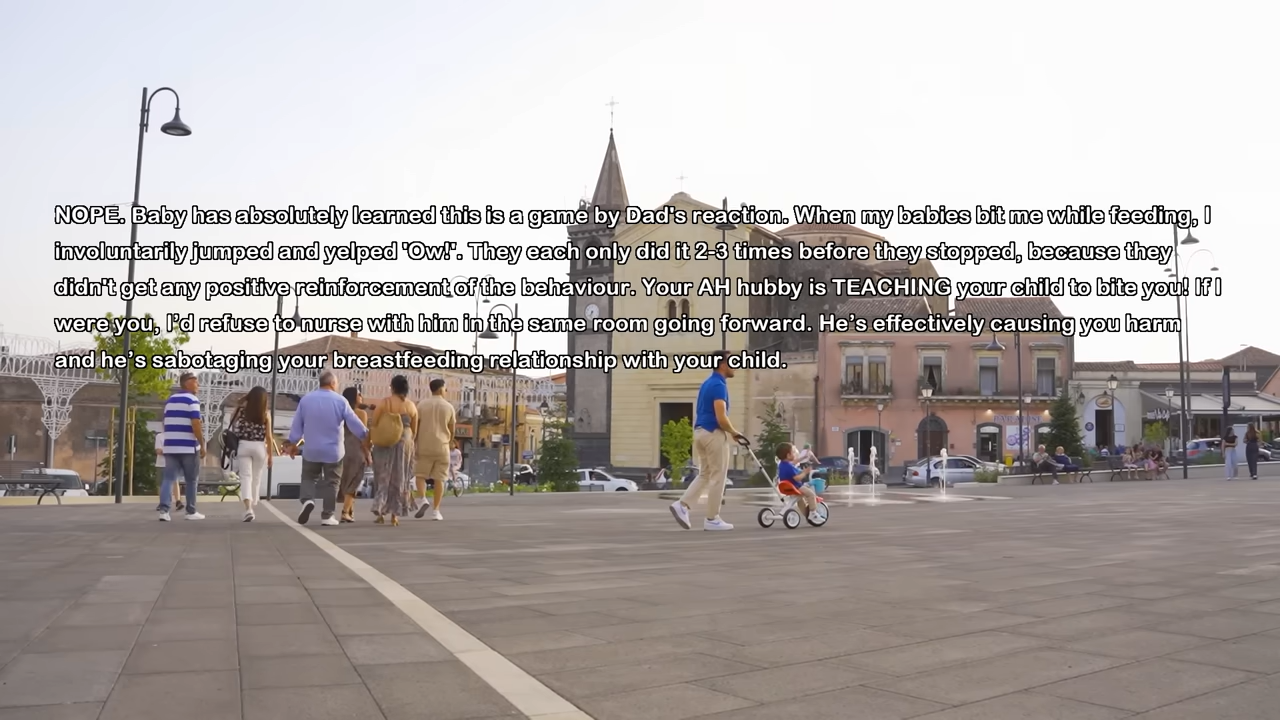 NOPE. Baby has absolutely learned this is a game by Dad's reaction. When my babies bit me while feeding, I
involuntarily jumped and yelped 'Ow!'. They each only did it 2-3 times before they stopped, because they
didn't get any positive reinforcement of the behaviour. Your AH hubby is TEACHING your child to bite you! If I
were you, I’d refuse to nurse with him in the same room going forward. He’s effectively causing you harm
and he’s sabotaging your breastfeeding relationship with your child.